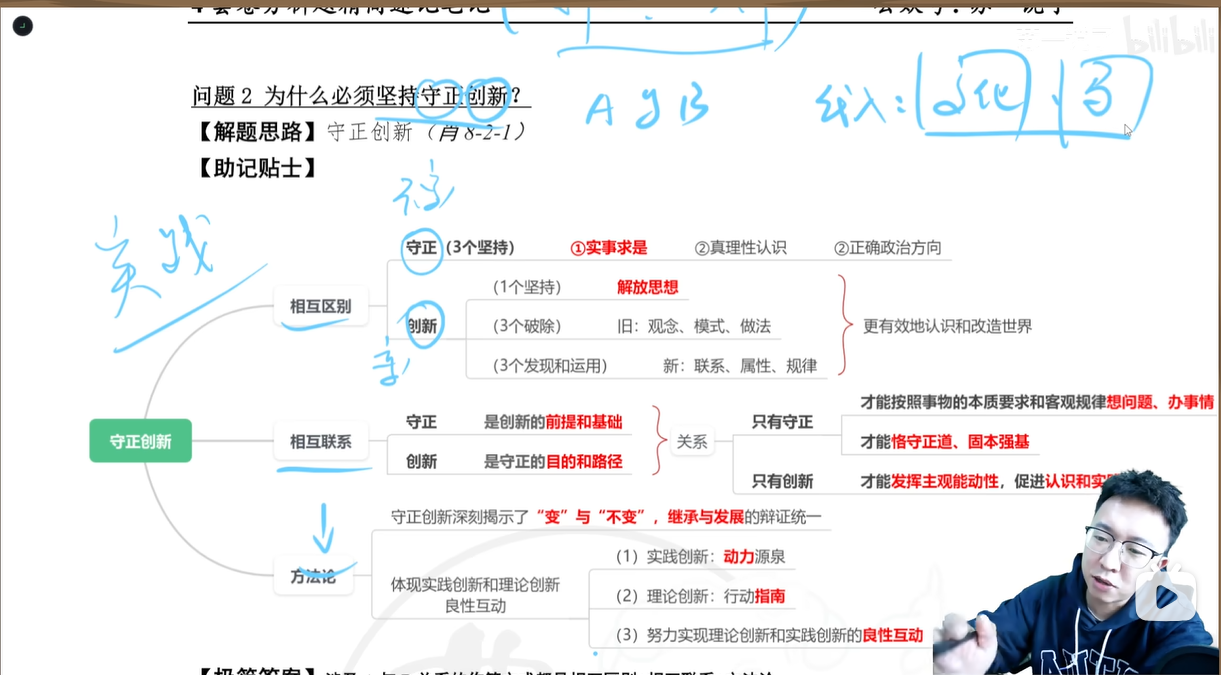 bilibili
问题 2 为什么必须坚持守正创新？
A 与 B
【解题思路】守正创新（肖 8-2-1）
【助记贴士】
实践
守正（3个坚持） ①实事求是 ②真理性认识 ②正确政治方向
相互区别
（1个坚持） 解放思想
创新
（3个破除） 旧：观念、模式、做法
更有效地认识和改造世界
（3个发现和运用） 新：联系、属性、规律
守正创新
相互联系
守正 是创新的前提和基础
创新 是守正的目的和路径
关系
只有守正
才能按照事物的本质要求和客观规律想问题、办事情
才能恪守正道、固本强基
只有创新
才能发挥主观能动性，促进认识和实
方法论
守正创新深刻揭示了“变”与“不变”，继承与发展的辩证统一
体现实践创新和理论创新
良性互动
（1）实践创新：动力源泉
（2）理论创新：行动指南
（3）努力实现理论创新和实践创新的良性互动